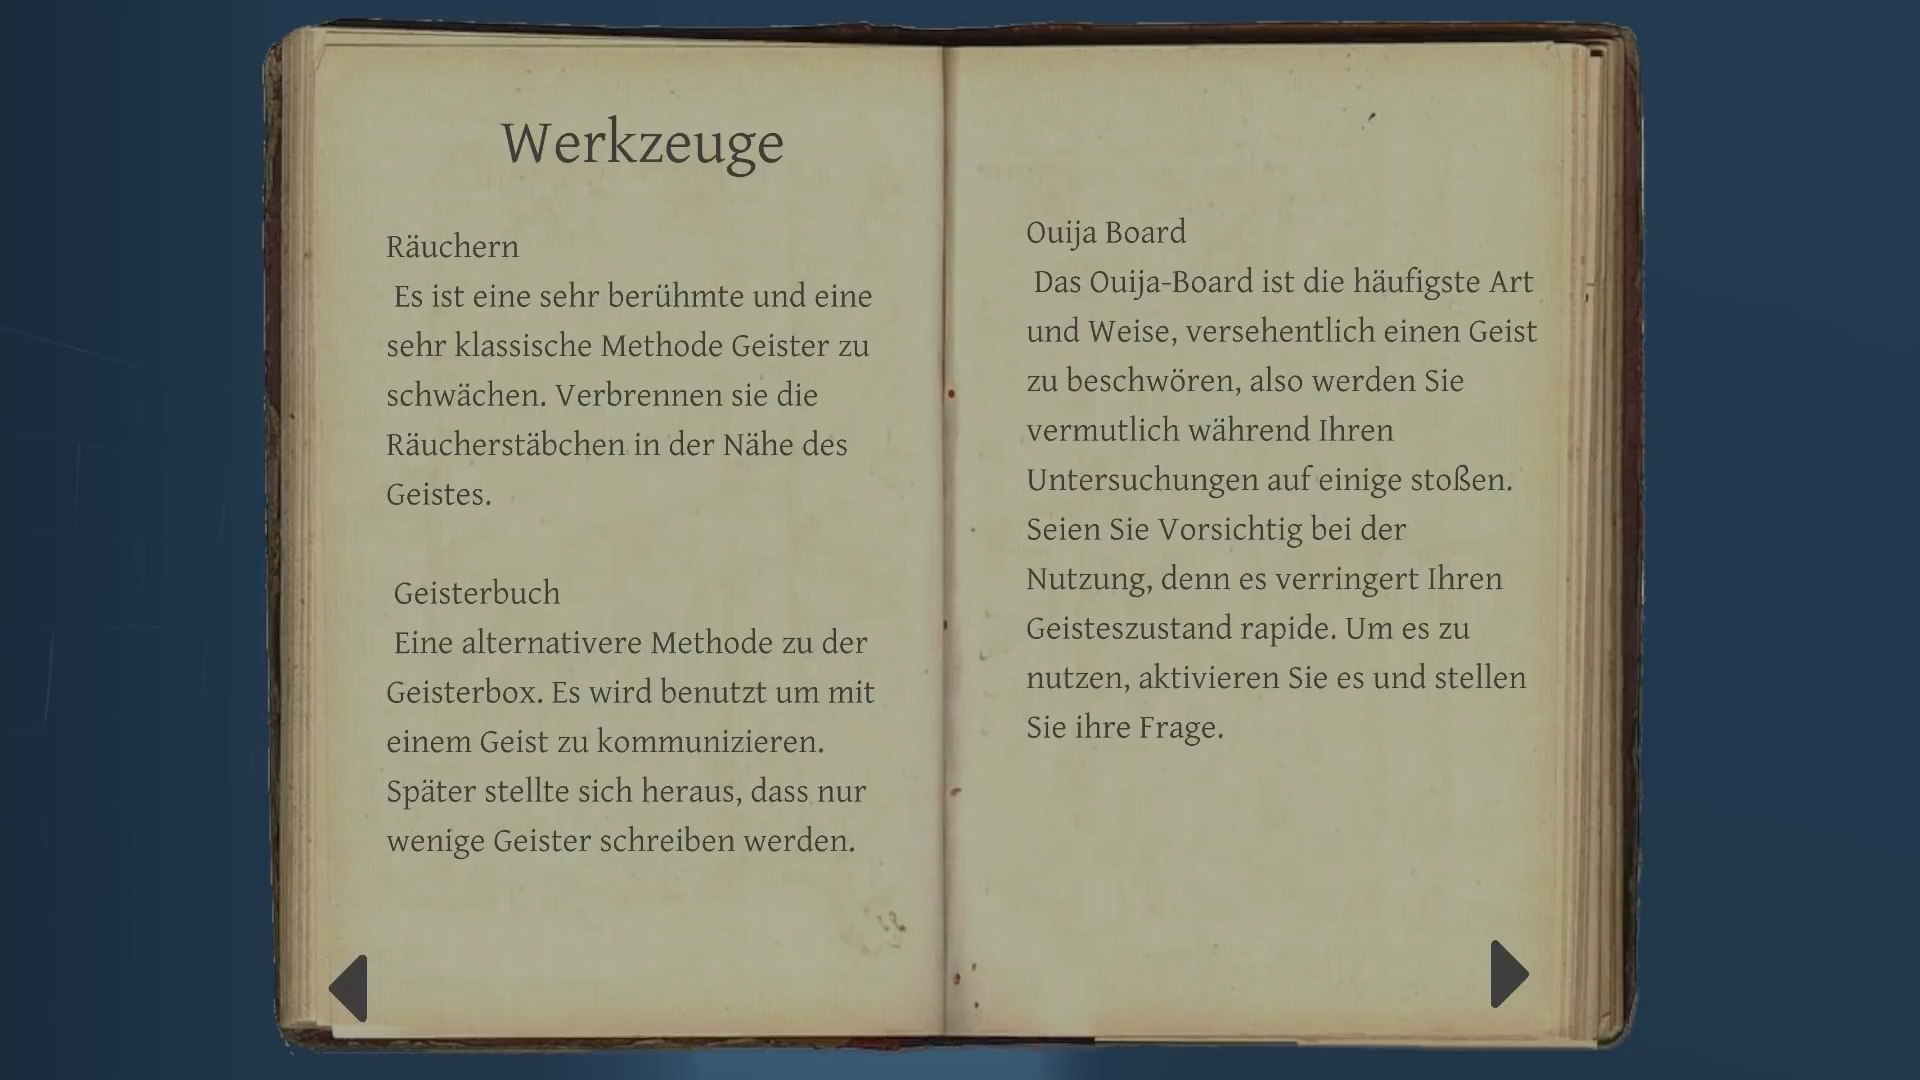 Werkzeuge
Räuchern
Es ist eine sehr berühmte und eine
sehr klassische Methode Geister zu
schwächen. Verbrennen sie die
Räucherstäbchen in der Nähe des
Geistes.
Geisterbuch
Eine alternativere Methode zu der
Geisterbox. Es wird benutzt um mit
einem Geist zu kommunizieren.
Später stellte sich heraus, dass nur
wenige Geister schreiben werden.
Ouija Board
Das Ouija-Board ist die häufigste Art
und Weise, versehentlich einen Geist
zu beschwören, also werden Sie
vermutlich während Ihren
Untersuchungen auf einige stoßen.
Seien Sie Vorsichtig bei der
Nutzung, denn es verringert Ihren
Geisteszustand rapide. Um es zu
nutzen, aktivieren Sie es und stellen
Sie ihre Frage.